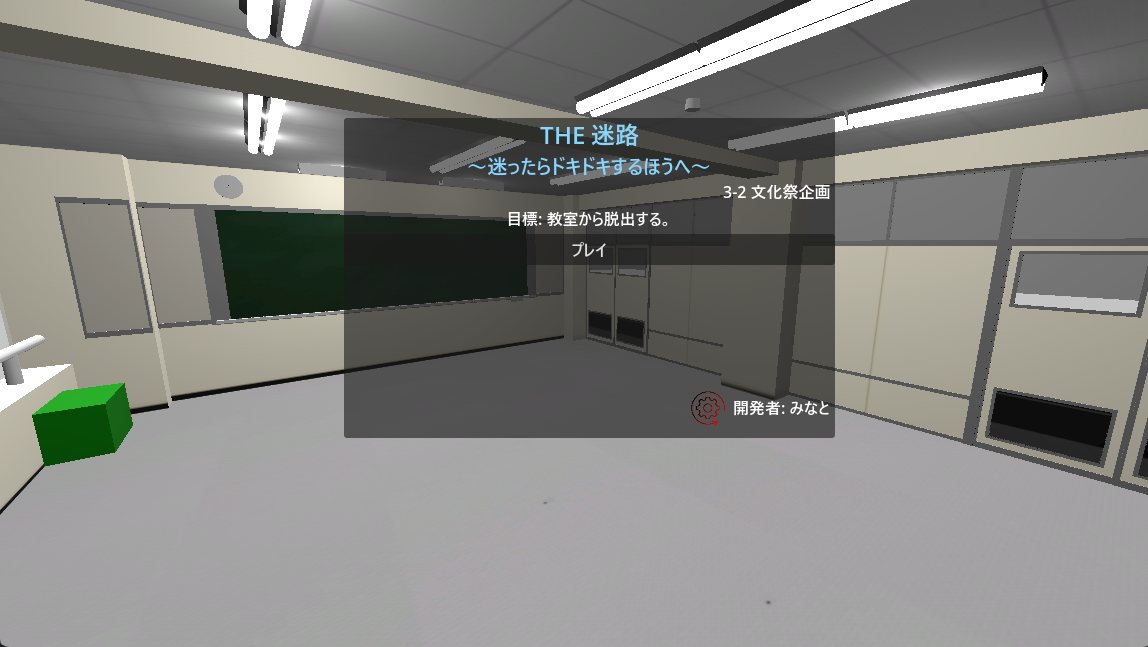 THE 迷路
～迷ったらドキドキするほうへ～
3-2 文化祭企画
目標: 教室から脱出する。
プレイ
開発者: みなと